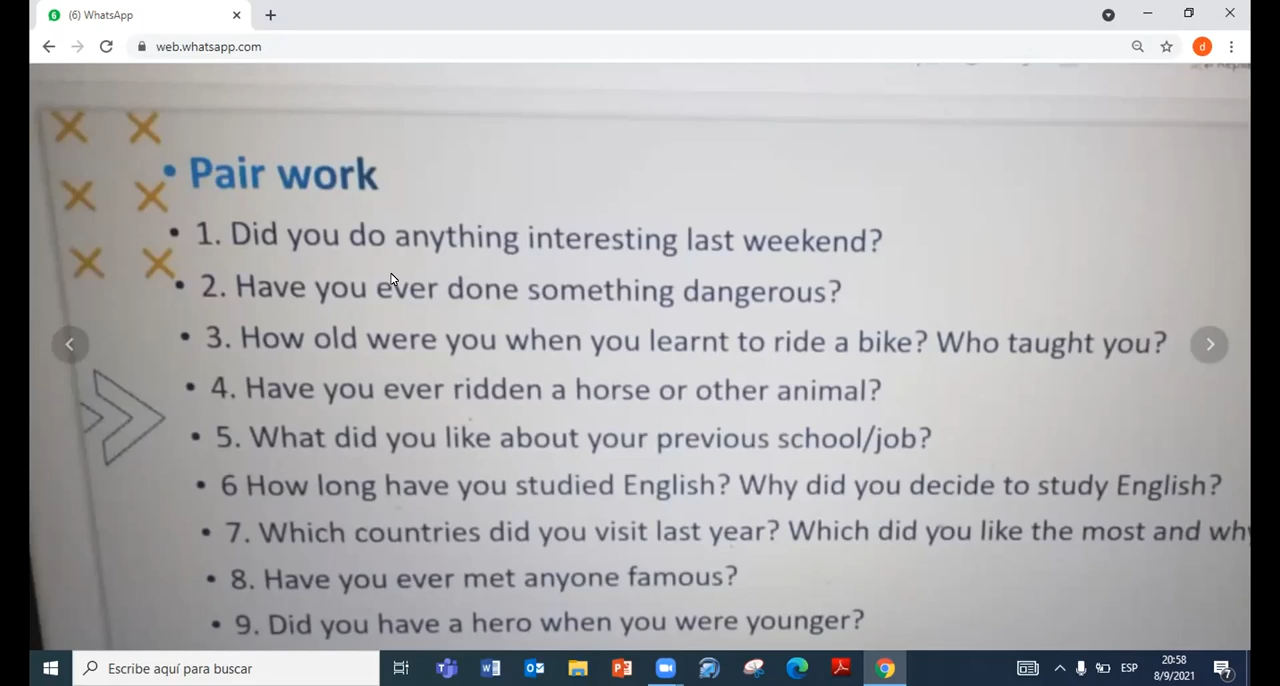 (6) WhatsApp
web.whatsapp.com
d
• Pair work
• 1. Did you do anything interesting last weekend?
• 2. Have you ever done something dangerous?
• 3. How old were you when you learnt to ride a bike? Who taught you?
• 4. Have you ever ridden a horse or other animal?
• 5. What did you like about your previous school/job?
• 6 How long have you studied English? Why did you decide to study English?
• 7. Which countries did you visit last year? Which did you like the most and why
• 8. Have you ever met anyone famous?
• 9. Did you have a hero when you were younger?
Escribe aquí para buscar
ESP
20:58
8/9/2021
7